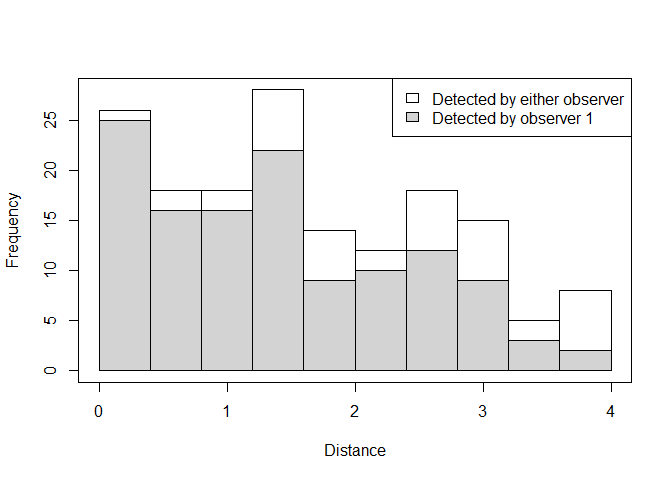 Detected by either observer
Detected by observer 1
Frequency
25
20
15
10
5
0
0 1 2 3 4
Distance